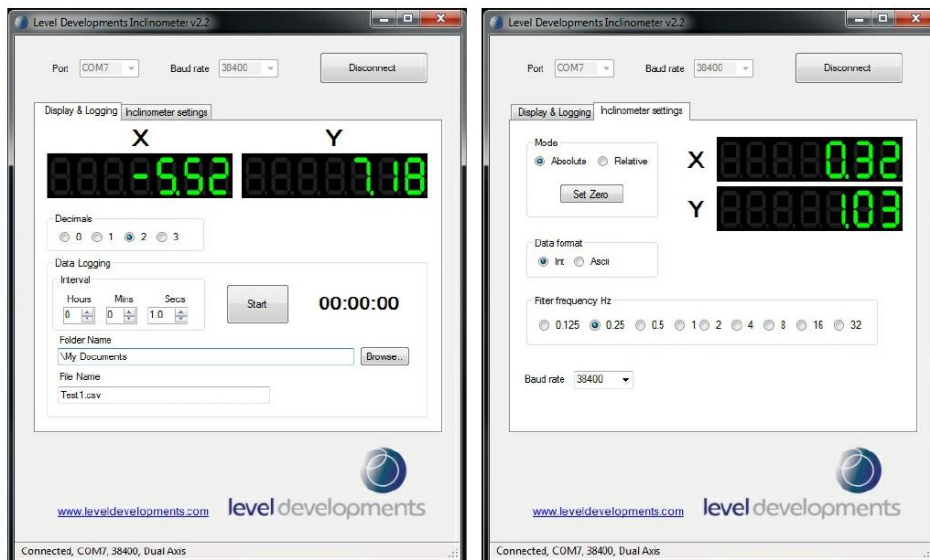 Level Developments Inclinometer v2.2
Port COM7 Baud rate 38400 Disconnect
Display & Logging Inclinometer settings
X Y
-5.52 7.18
Decimals
0 1 2 3
Data Logging
Interval
Hours Mins Secs
0 0 1.0 Start 00:00:00
Folder Name
\My Documents Browse..
File Name
Test1.csv
www.leveldevelopments.com level developments
Connected, COM7, 38400, Dual Axis
Level Developments Inclinometer v2.2
Port COM7 Baud rate 38400 Disconnect
Display & Logging Inclinometer settings
Mode
Absolute Relative X 0.32
Set Zero Y 1.03
Data format
Int Ascii
Filter frequency Hz
0.125 0.25 0.5 1 2 4 8 16 32
Baud rate 38400
www.leveldevelopments.com level developments
Connected, COM7, 38400, Dual Axis